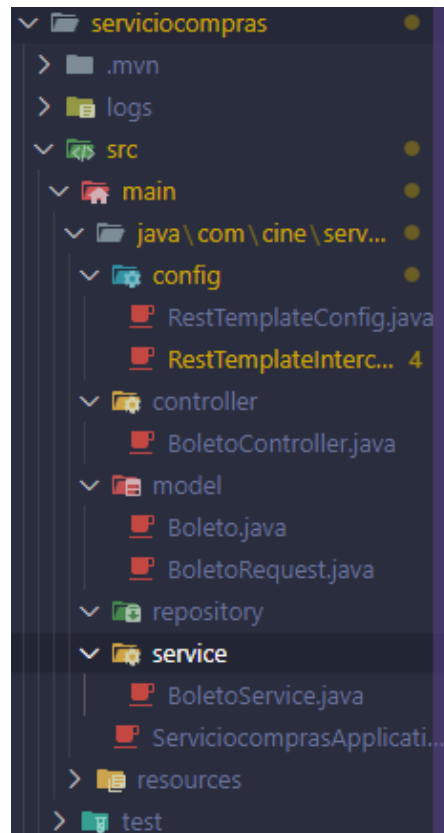 serviciocompras
.mvn
logs
src
main
java\com\cine\serv...
config
RestTemplateConfig.java
RestTemplateInterc... 4
controller
BoletoController.java
model
Boleto.java
BoletoRequest.java
repository
service
BoletoService.java
ServiciocomprasApplicati...
resources
test